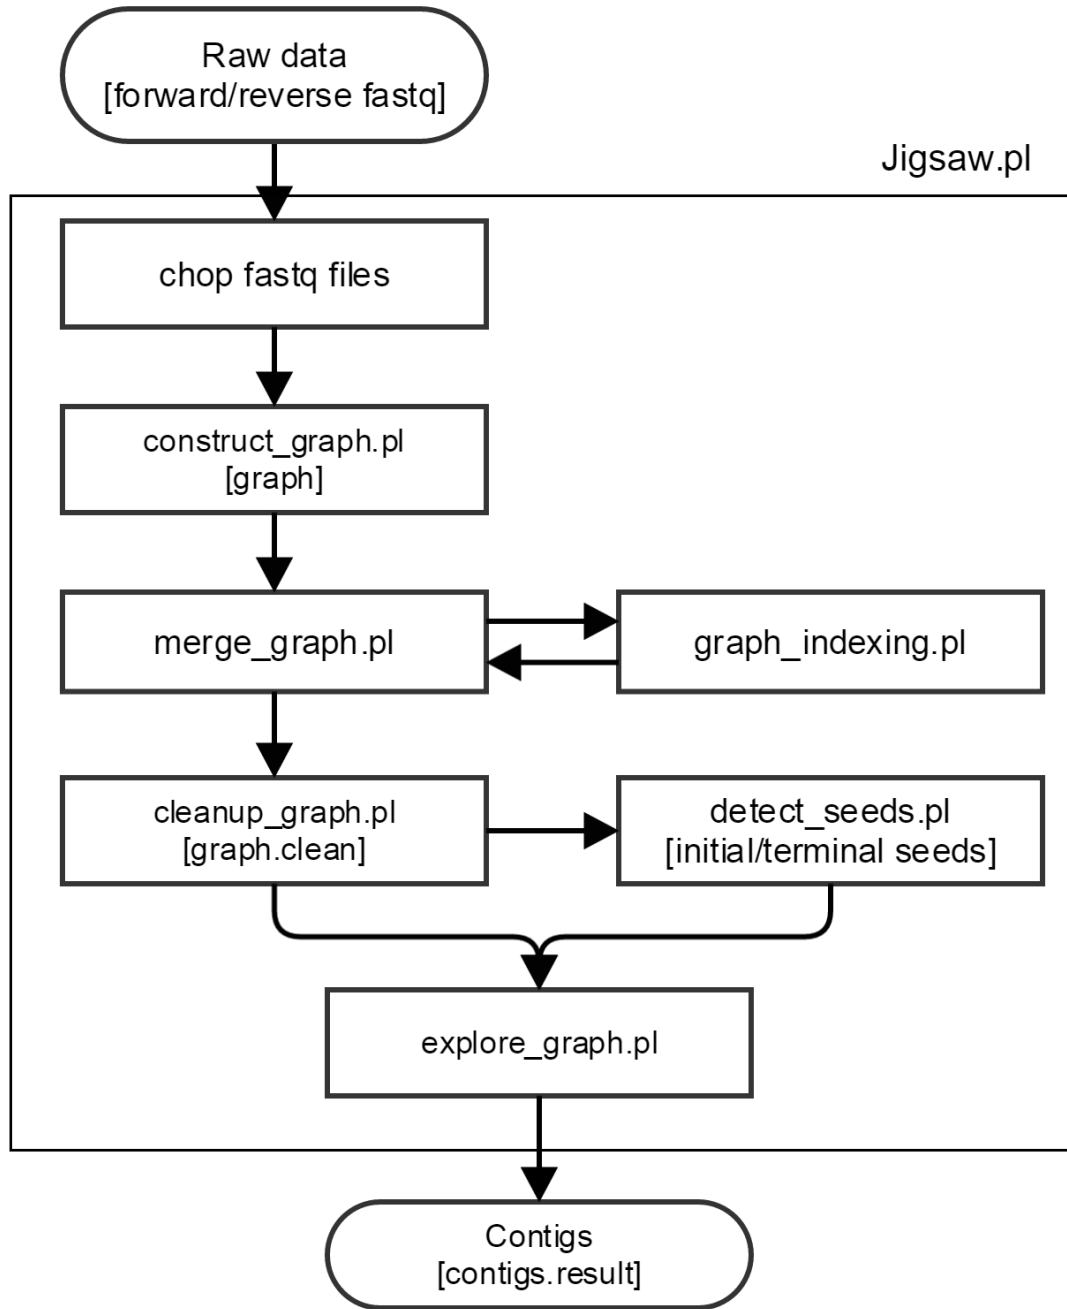 Raw data
[forward/reverse fastq]
Jigsaw.pl
chop fastq files
construct_graph.pl
[graph]
merge_graph.pl
graph_indexing.pl
cleanup_graph.pl
[graph.clean]
detect_seeds.pl
[initial/terminal seeds]
explore_graph.pl
Contigs
[contigs.result]